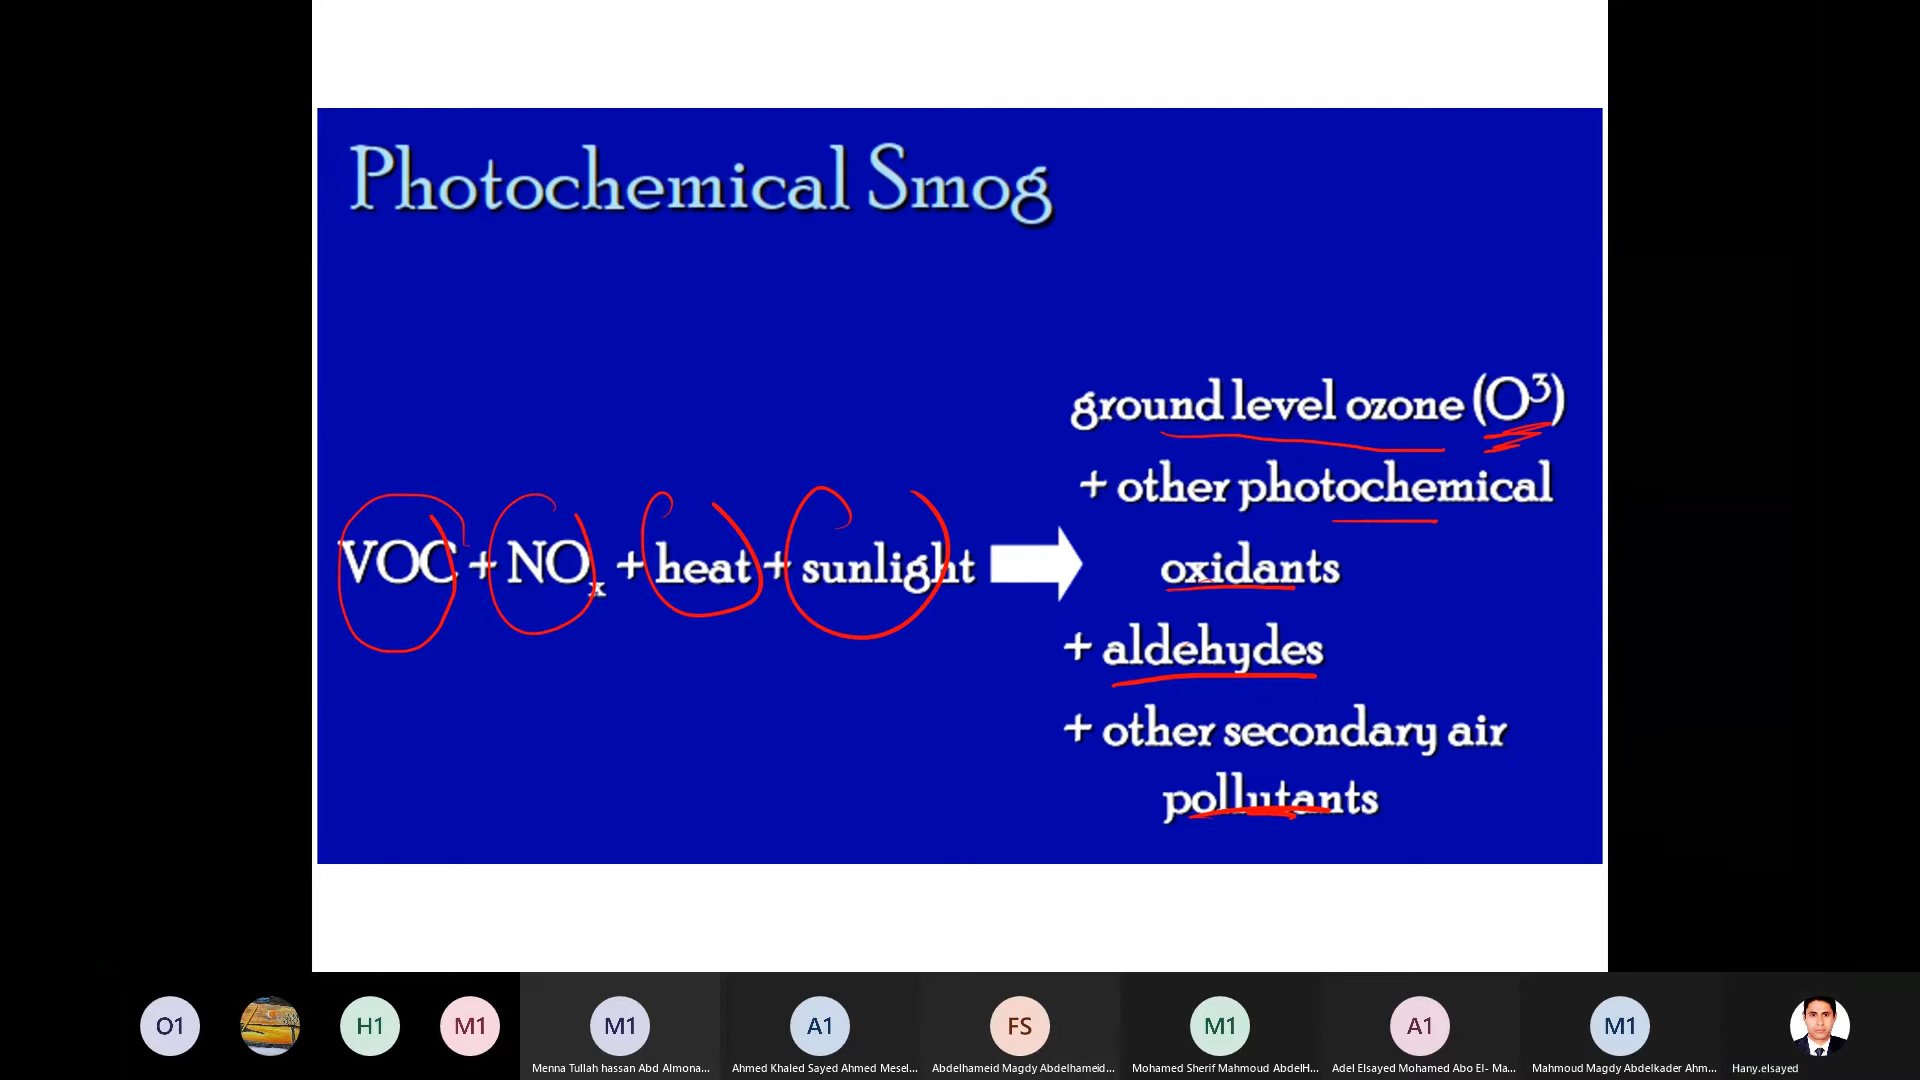 Photochemical Smog
ground level ozone (O³)
+ other photochemical
oxidants
VOC + NOₓ + heat + sunlight
+ aldehydes
+ other secondary air
pollutants
O1
H1
M1
M1
A1
FS
M1
A1
M1
Menna Tullah hassan Abd Almona...
Ahmed Khaled Sayed Ahmed Mesel...
Abdelhameid Magdy Abdelhameid...
Mohamed Sherif Mahmoud AbdelH...
Adel Elsayed Mohamed Abo El- Ma...
Mahmoud Magdy Abdelkader Ahm...
Hany.elsayed